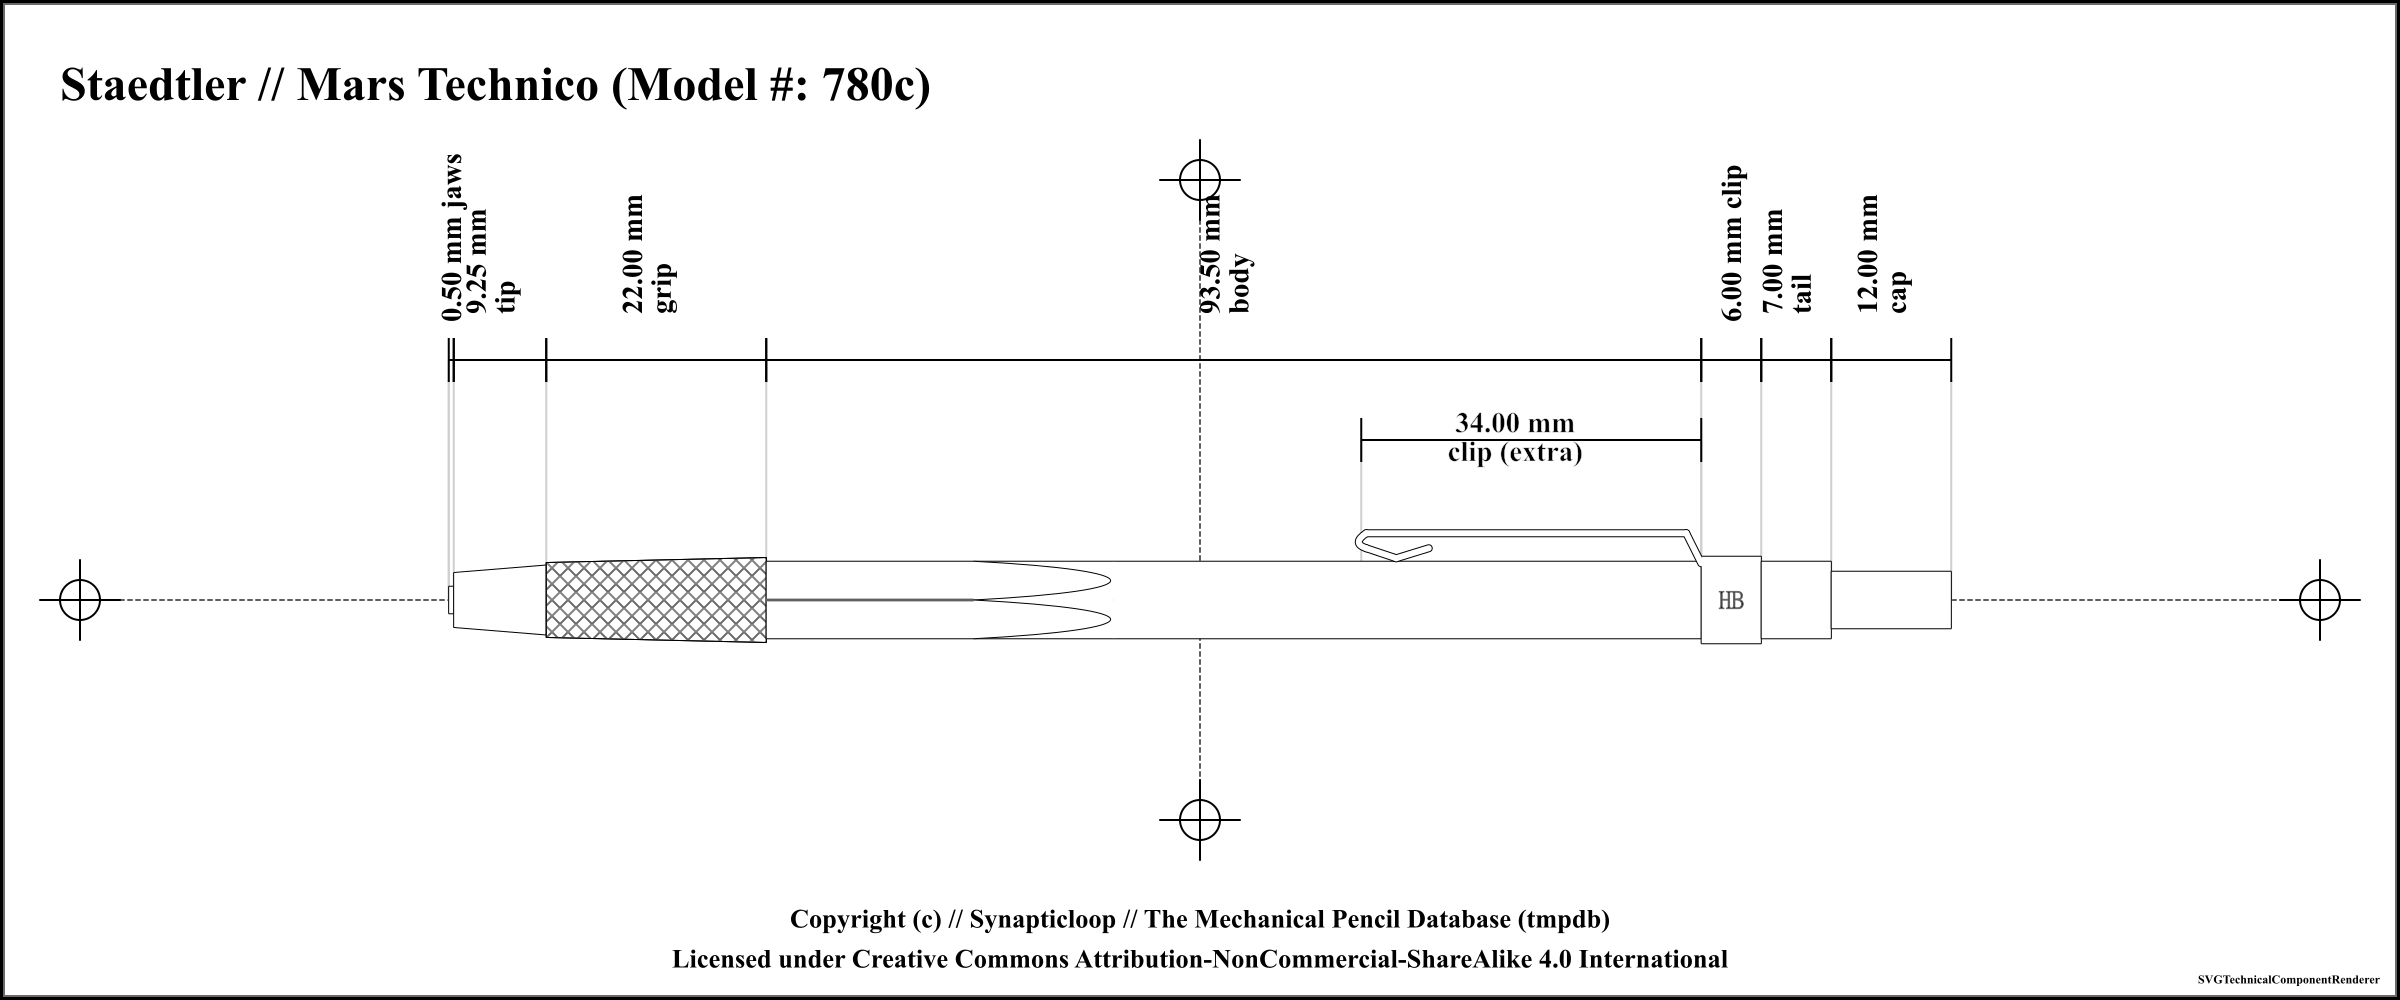 Staedtler // Mars Technico (Model #: 780c)
0.50 mm jaws
9.25 mm
tip
22.00 mm
grip
93.50 mm
body
6.00 mm clip
7.00 mm
tail
12.00 mm
cap
34.00 mm
clip (extra)
HB
Copyright (c) // Synapticloop // The Mechanical Pencil Database (tmpdb)
Licensed under Creative Commons Attribution-NonCommercial-ShareAlike 4.0 International
SVGTechnicalComponentRenderer